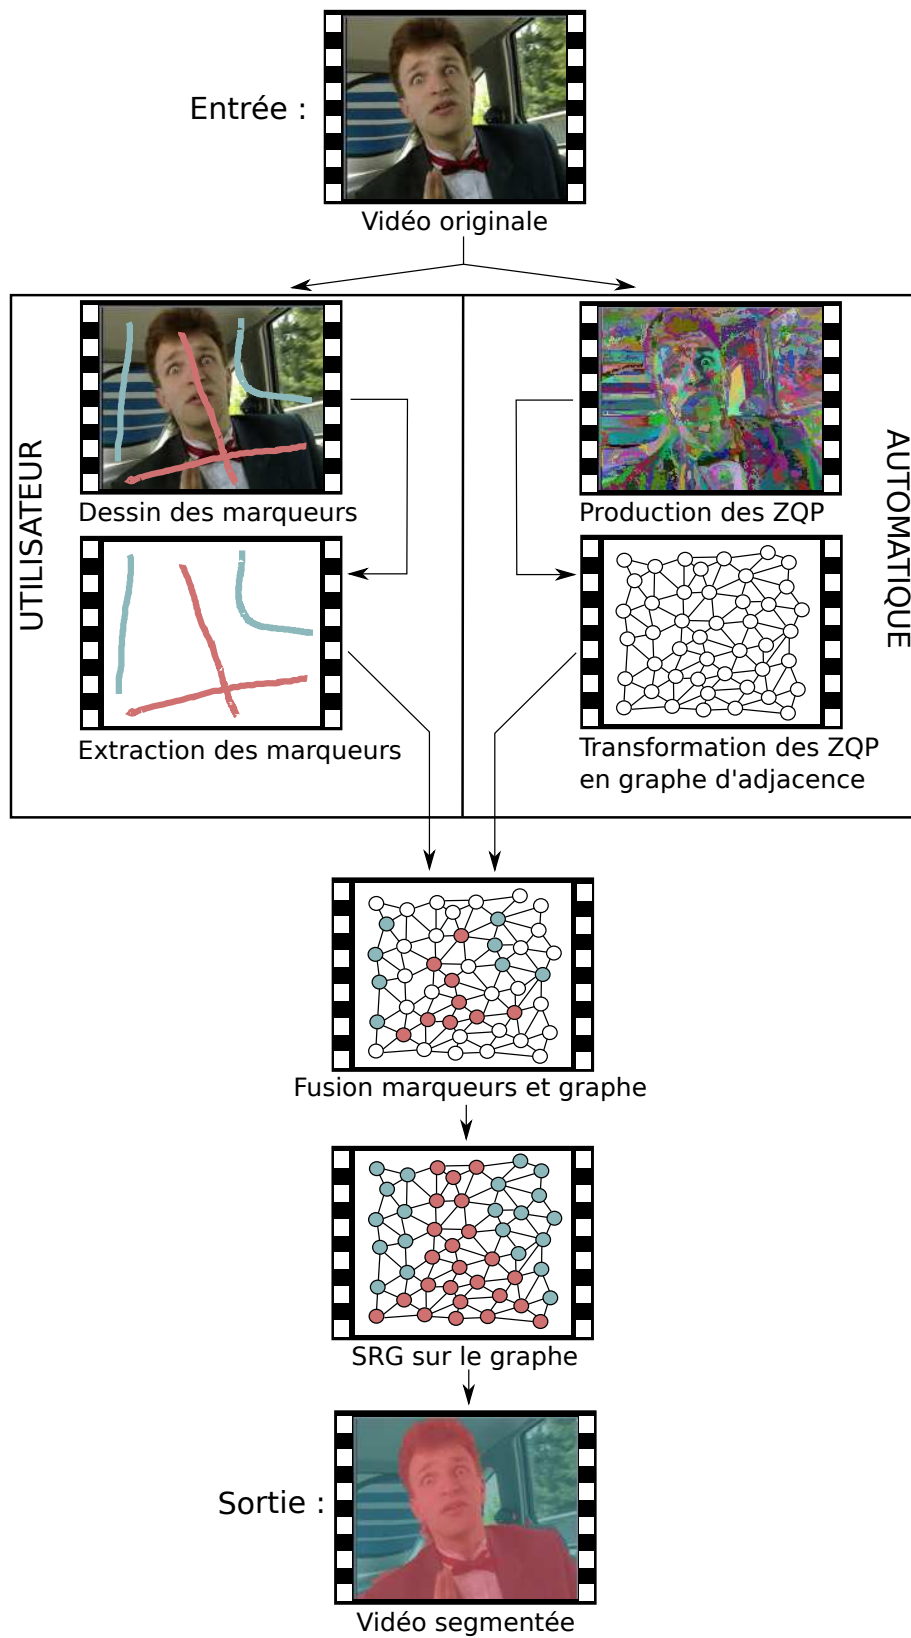 Entrée :
Vidéo originale
UTILISATEUR
Dessin des marqueurs
Extraction des marqueurs
AUTOMATIQUE
Production des ZQP
Transformation des ZQP
en graphe d'adjacence
Fusion marqueurs et graphe
SRG sur le graphe
Sortie :
Vidéo segmentée